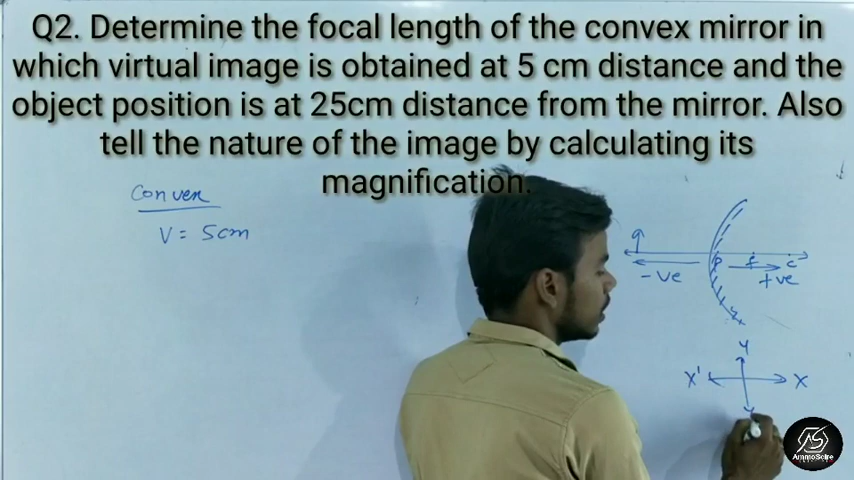 Q2. Determine the focal length of the convex mirror in
which virtual image is obtained at 5 cm distance and the
object position is at 25cm distance from the mirror. Also
tell the nature of the image by calculating its
magnification.
Convex
V = 5cm
P f c
-ve +ve
Y
X' X
AmmoSoire